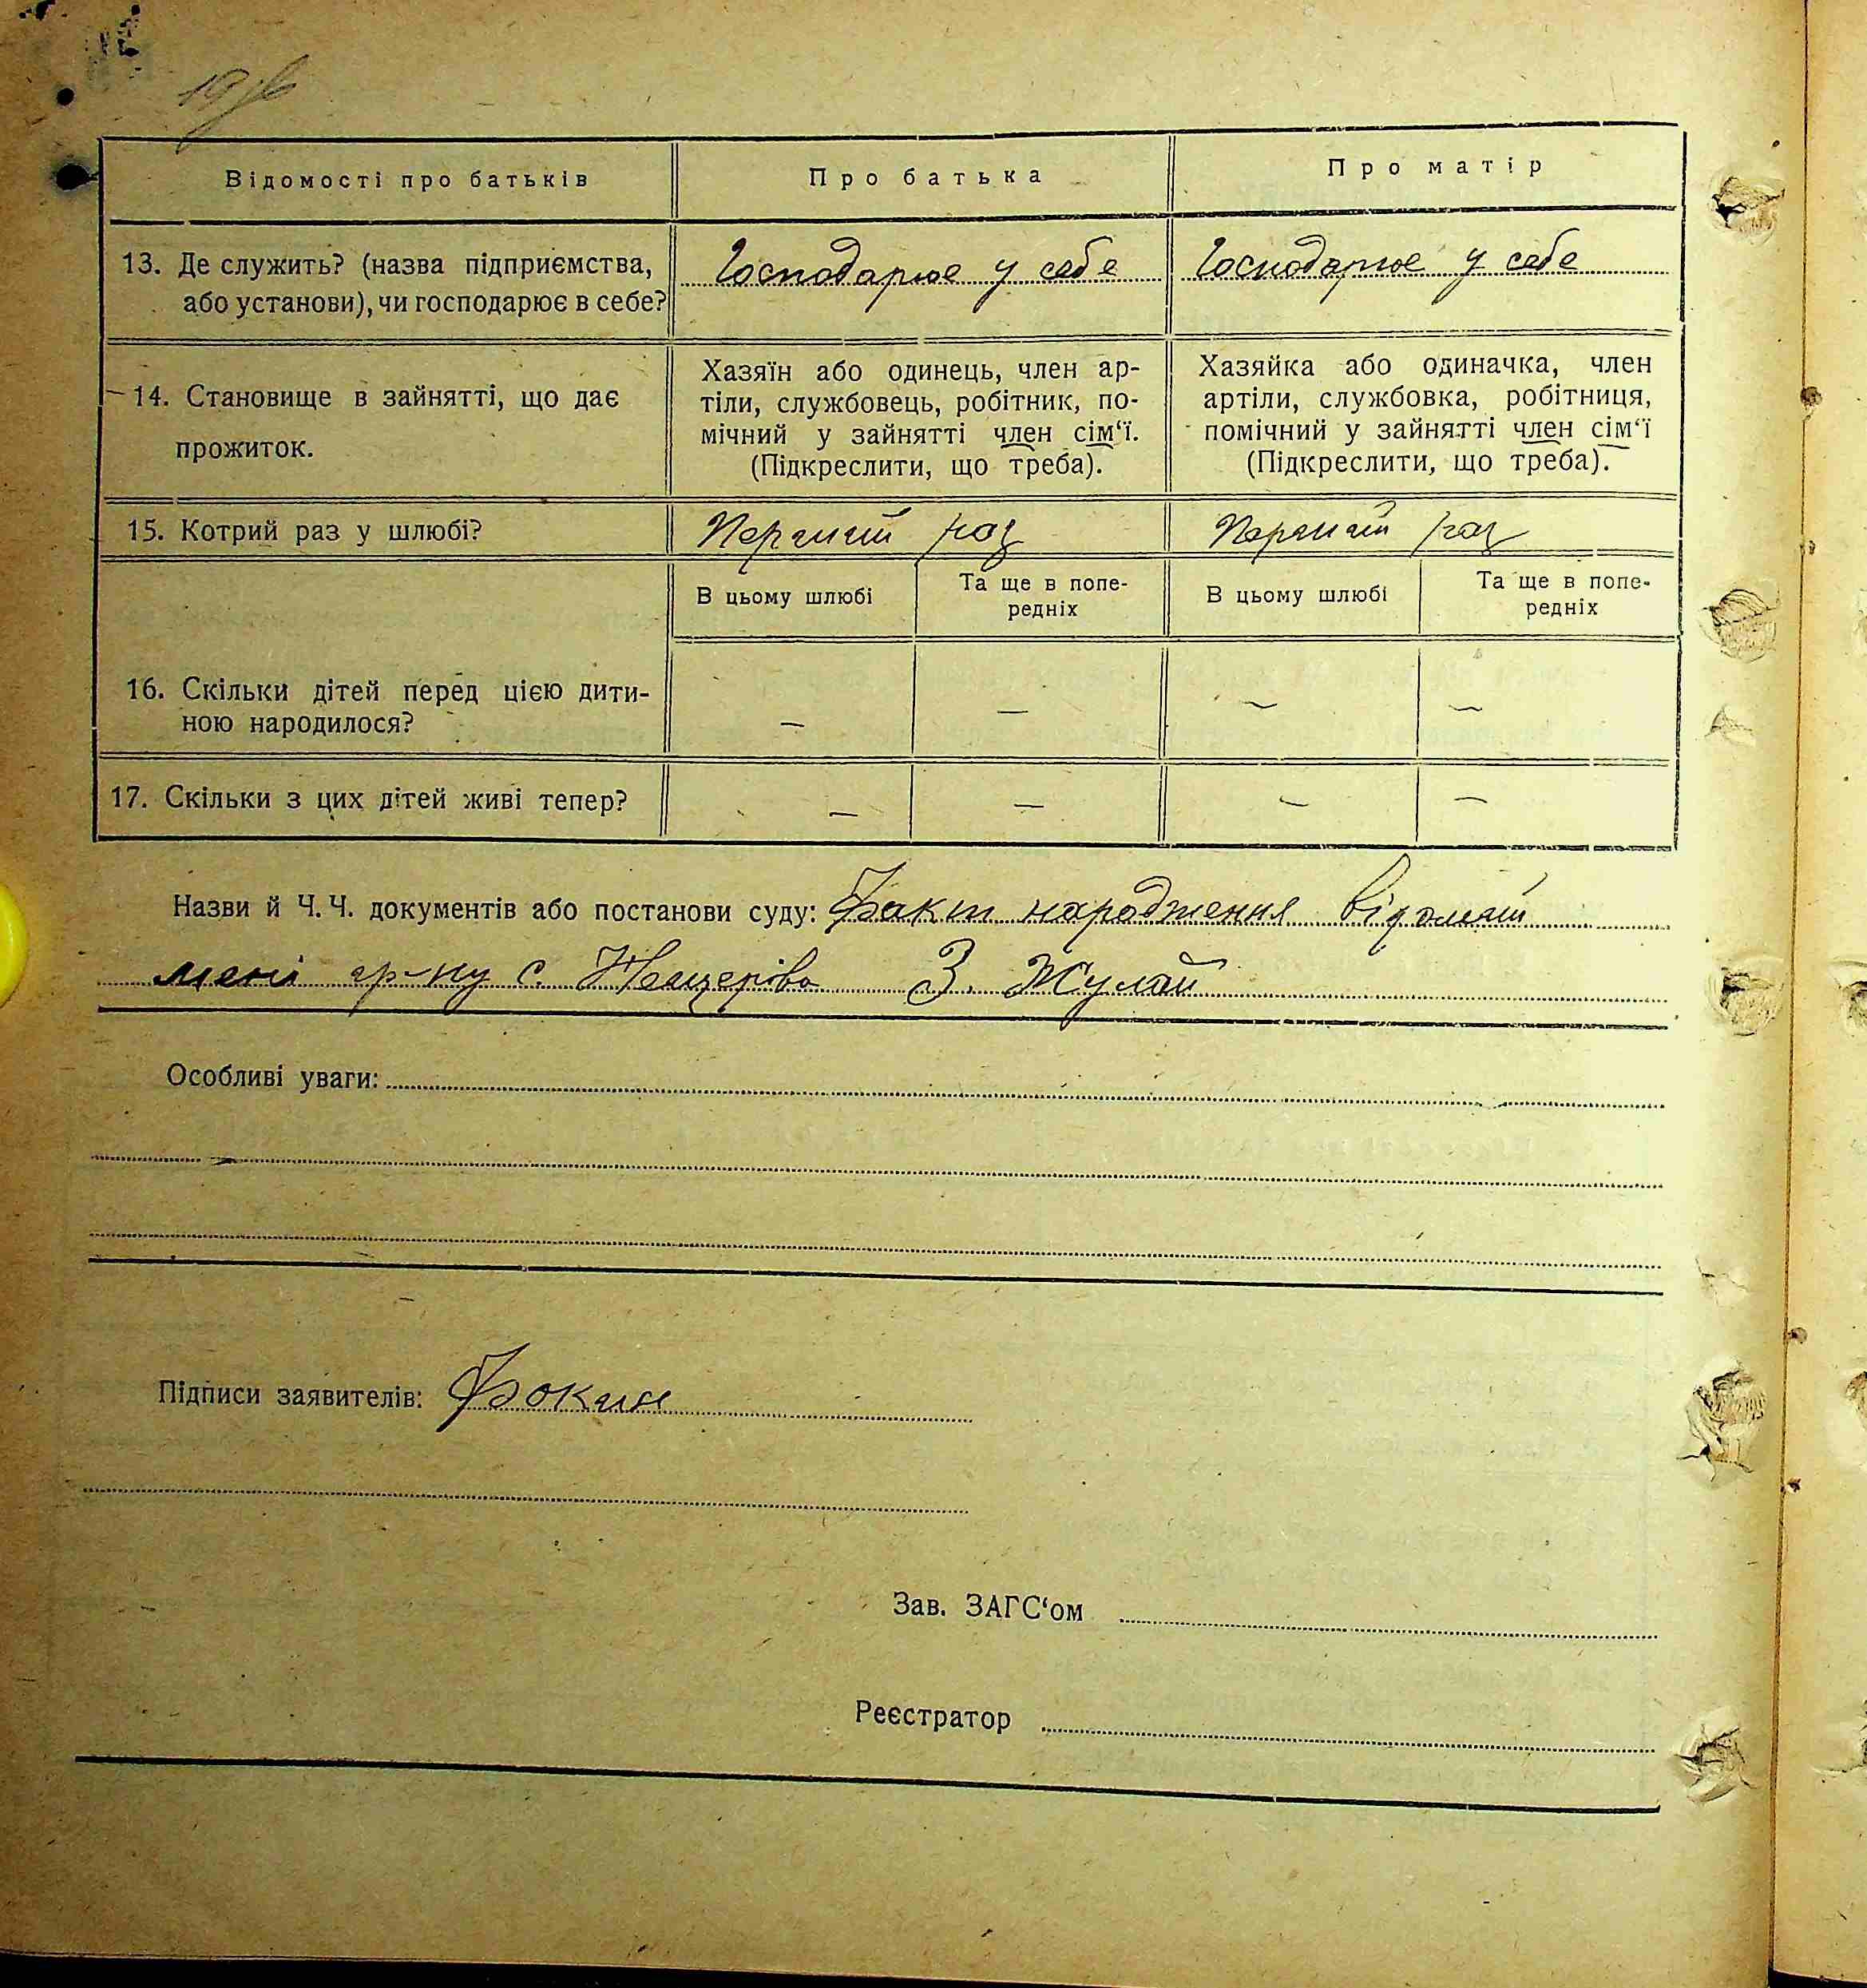 Відомості про батьків
Про батька
Про матір
13. Де служить? (назва підприємства,
або установи), чи господарює в себе?
Господарює у себе
Господарює у себе
14. Становище в зайнятті, що дає
прожиток.
Хазяїн або одинець, член ар-
тіли, службовець, робітник, по-
мічний у зайнятті член сім‘ї.
(Підкреслити, що треба).
Хазяйка або одиначка, член
артіли, службовка, робітниця,
помічний у зайнятті член сім‘ї
(Підкреслити, що треба).
15. Котрий раз у шлюбі?
Перший раз
Перший раз
В цьому шлюбі
Та ще в попе-
редніх
В цьому шлюбі
Та ще в попе-
редніх
16. Скільки дітей перед цією дити-
ною народилося?
— — — —
17. Скільки з цих дітей живі тепер?
— — — —
Назви й Ч. Ч. документів або постанови суду: Факт народження відомий
мені гр-ну с. З. Жулай
Особливі уваги:
Підписи заявителів: Фокин
Зав. ЗАГС‘ом
Реєстратор